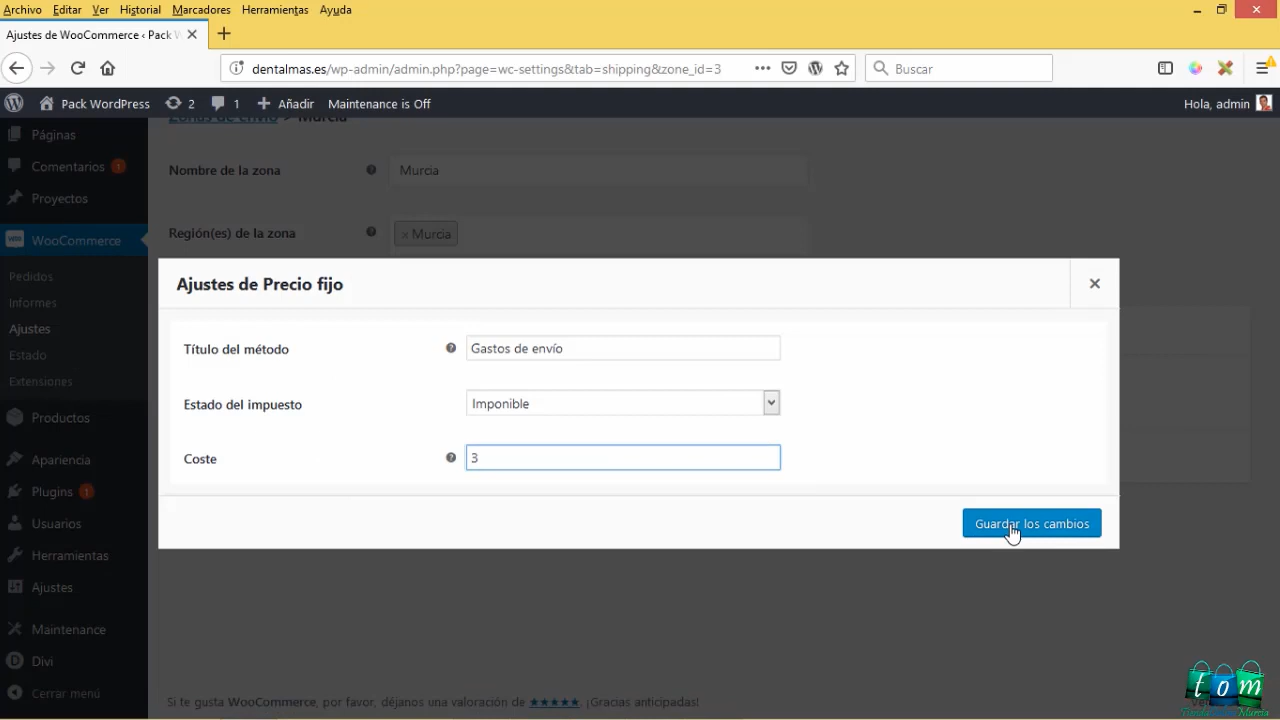 Archivo Editar Ver Historial Marcadores Herramientas Ayuda
Ajustes de WooCommerce ‹ Pack W
dentalmas.es/wp-admin/admin.php?page=wc-settings&tab=shipping&zone_id=3
Buscar
Pack WordPress 2 1 Añadir Maintenance is Off Hola, admin
Zonas de envío > Murcia
Páginas
Comentarios 1
Proyectos
WooCommerce
Pedidos
Informes
Ajustes
Estado
Extensiones
Productos
Apariencia
Plugins 1
Usuarios
Herramientas
Ajustes
Maintenance
Divi
Cerrar menú
Nombre de la zona Murcia
Región(es) de la zona × Murcia
Ajustes de Precio fijo
Título del método Gastos de envío
Estado del impuesto Imponible
Coste 3
Guardar los cambios
Si te gusta WooCommerce, por favor, déjanos una valoración de ★★★★★. ¡Gracias anticipadas!
tom